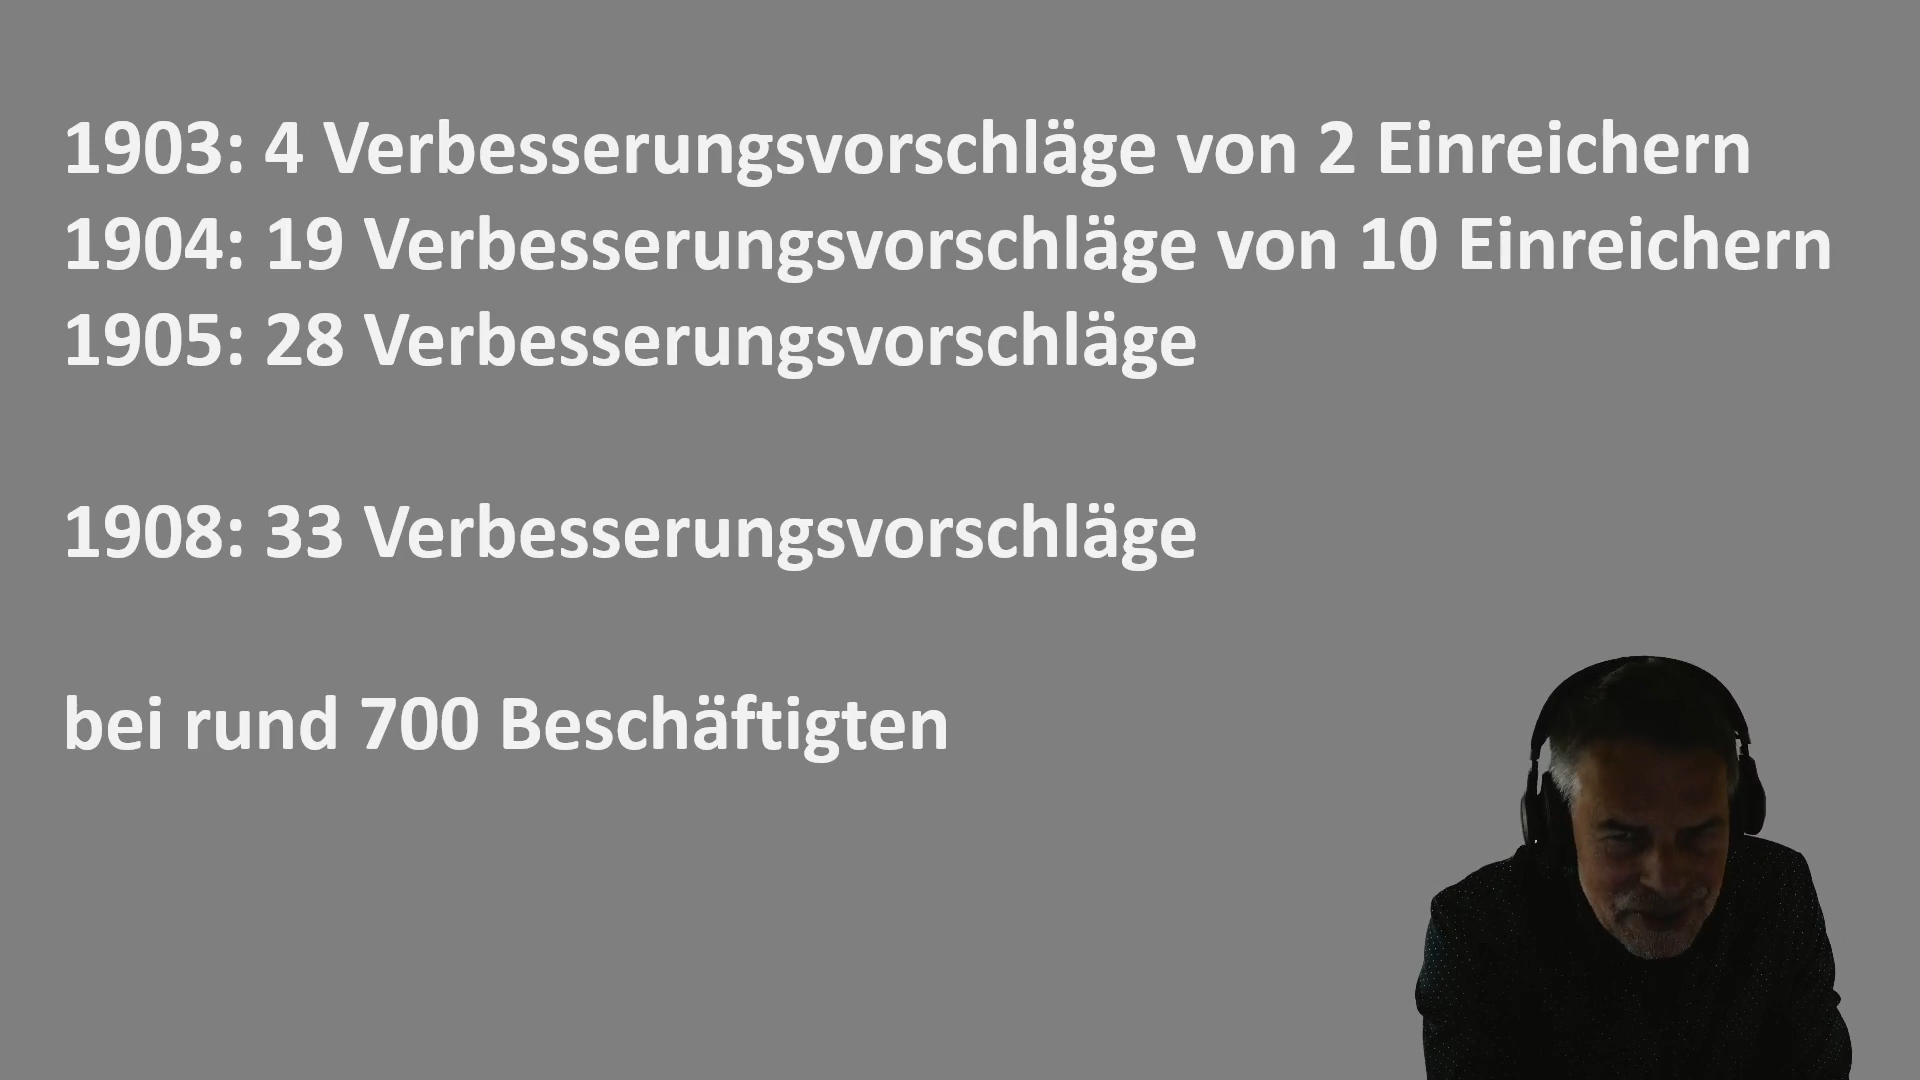 1903: 4 Verbesserungsvorschläge von 2 Einreichern
1904: 19 Verbesserungsvorschläge von 10 Einreichern
1905: 28 Verbesserungsvorschläge
1908: 33 Verbesserungsvorschläge
bei rund 700 Beschäftigten